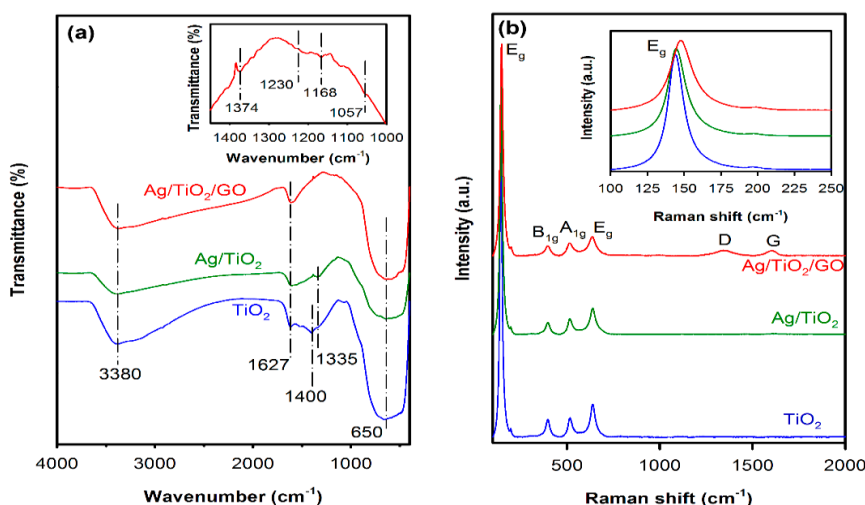 (a)
Transmittance (%)
1374
1230
1168
1057
1400 1300 1200 1100 1000
Wavenumber (cm⁻¹)
Transmittance (%)
Ag/TiO₂/GO
Ag/TiO₂
TiO₂
3380
1627
1400
1335
650
4000 3000 2000 1000
Wavenumber (cm⁻¹)
(b)
E_g
Intensity (a.u.)
E_g
100 125 150 175 200 225 250
Raman shift (cm⁻¹)
Intensity (a.u.)
B₁g A₁g E_g D G
Ag/TiO₂/GO
Ag/TiO₂
TiO₂
500 1000 1500 2000
Raman shift (cm⁻¹)